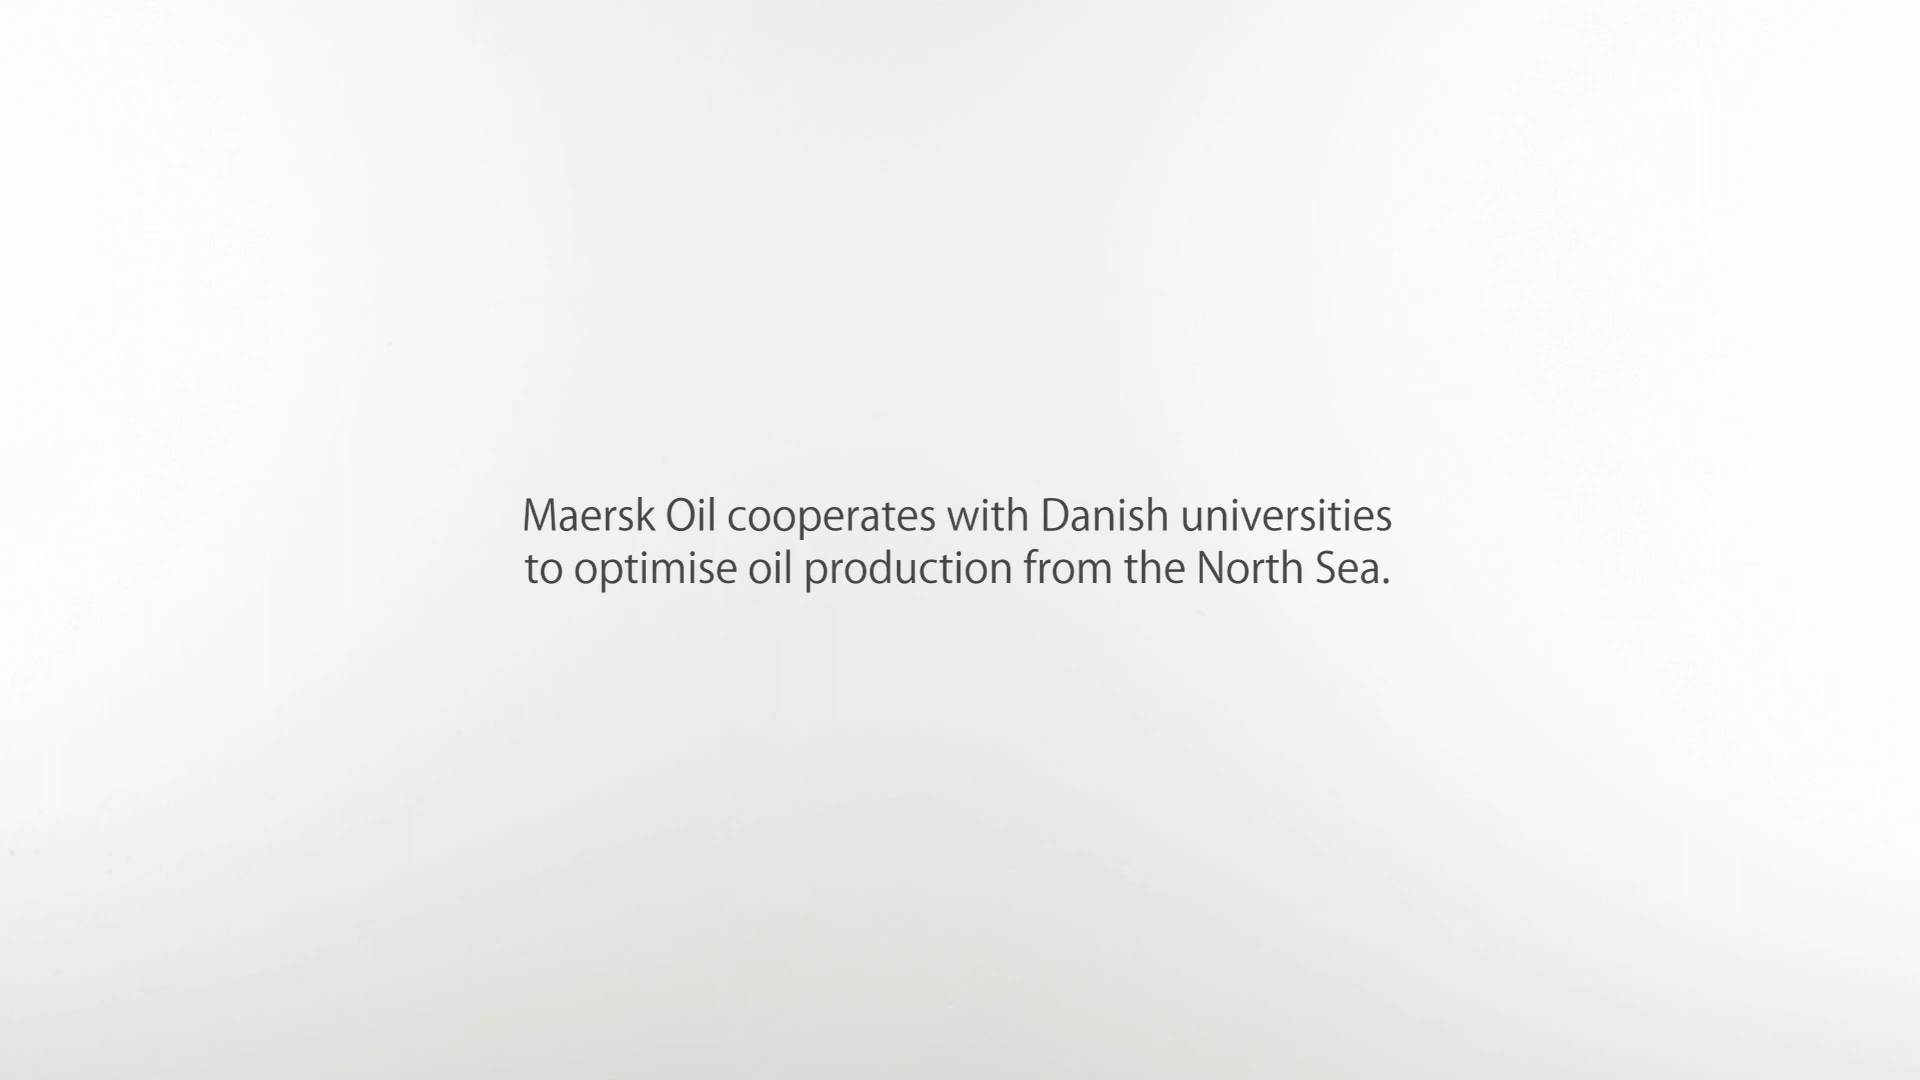 Maersk Oil cooperates with Danish universities
to optimise oil production from the North Sea.